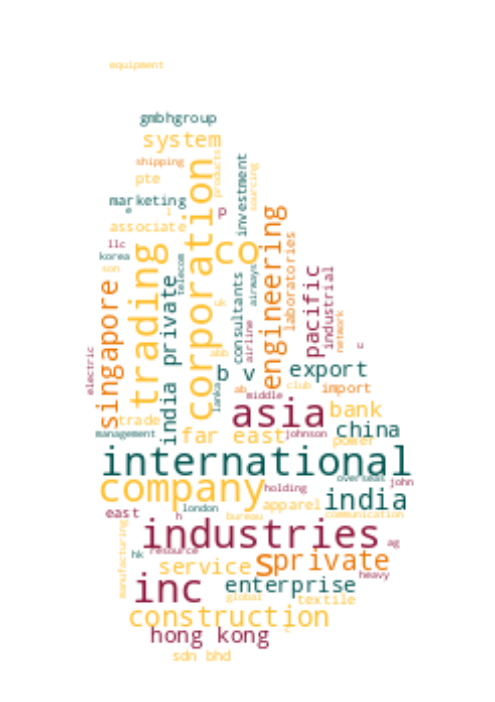 equipment
gmbhgroup
system
shipping
products
pte
marketing
e
p
investment
sourcing
associate
l
llc
korea
son
trading
corporation
co
engineering
laboratories
telecom
singapore
india private
consultants
airways
airline
pacific
industrial
network
uk
abb
b v
export
electric
lanka
ab
middle
club
import
c
trade
management
far east
asia
johnson
bank
china
power
international
company
holding
overseas
john
india
east
h
london
bureau
apparel
communication
manufacturing
industries
ag
hk
resource
service
s
private
heavy
inc
enterprise
global
textile
construction
hong kong
sdn bhd